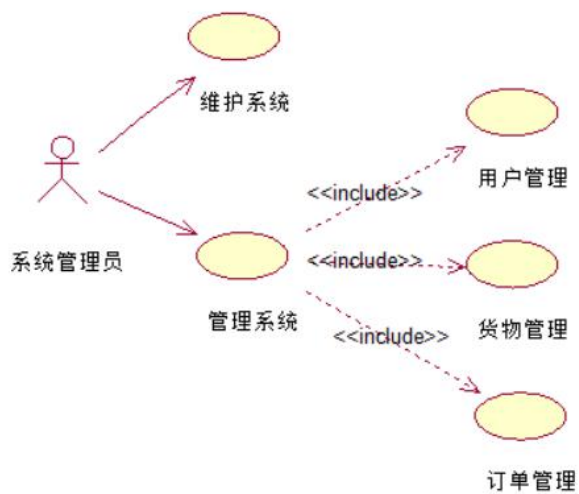 维护系统
用户管理
<<include>>
系统管理员
<<include>>
管理系统
货物管理
<<include>>
订单管理